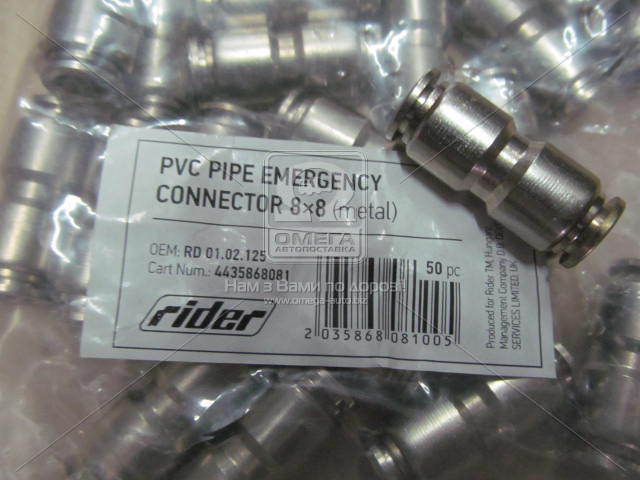 PVC PIPE EMERGENCY
CONNECTOR 8×8 (metal)
OEM: RD 01.02.125
Cart Num.: 4435868081
50 pc
rider
2 035868 081005
Produced for Rider TM, Hungary
Management Company D.
SERVICES LIMITED, UK
ОМЕГА
АВТОПОСТАВКА
Нам з Вами по дорозі!
www.omega-auto.biz